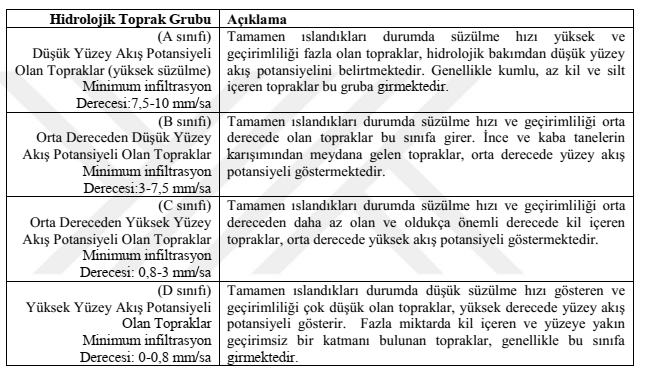 Hidrolojik Toprak Grubu Açıklama
(A sınıfı)
Düşük Yüzey Akış Potansiyeli
Olan Topraklar (yüksek süzülme)
Minimum infiltrasyon
Derecesi:7,5-10 mm/sa
Tamamen ıslandıkları durumda süzülme hızı yüksek ve
geçirimliliği fazla olan topraklar, hidrolojik bakımdan düşük yüzey
akış potansiyelini belirtmektedir. Genellikle kumlu, az kil ve silt
içeren topraklar bu gruba girmektedir.
(B sınıfı)
Orta Dereceden Düşük Yüzey
Akış Potansiyeli Olan Topraklar
Minimum infiltrasyon
Derecesi:3-7,5 mm/sa
Tamamen ıslandıkları durumda süzülme hızı ve geçirimliliği orta
derecede olan topraklar bu sınıfa girer. İnce ve kaba tanelerin
karışımından meydana gelen topraklar, orta derecede yüzey akış
potansiyeli göstermektedir.
(C sınıfı)
Orta Dereceden Yüksek Yüzey
Akış Potansiyeli Olan Topraklar
Minimum infiltrasyon
Derecesi: 0,8-3 mm/sa
Tamamen ıslandıkları durumda süzülme hızı ve geçirimliliği orta
dereceden daha az olan ve oldukça önemli derecede kil içeren
topraklar, orta derecede yüksek akış potansiyeli göstermektedir.
(D sınıfı)
Yüksek Yüzey Akış Potansiyeli
Olan Topraklar
Minimum infiltrasyon
Derecesi: 0-0,8 mm/sa
Tamamen ıslandıkları durumda düşük süzülme hızı gösteren ve
geçirimliliği çok düşük olan topraklar, yüksek derecede yüzey akış
potansiyeli gösterir. Fazla miktarda kil içeren ve yüzeye yakın
geçirimsiz bir katmanı bulunan topraklar, genellikle bu sınıfa
girmektedir.